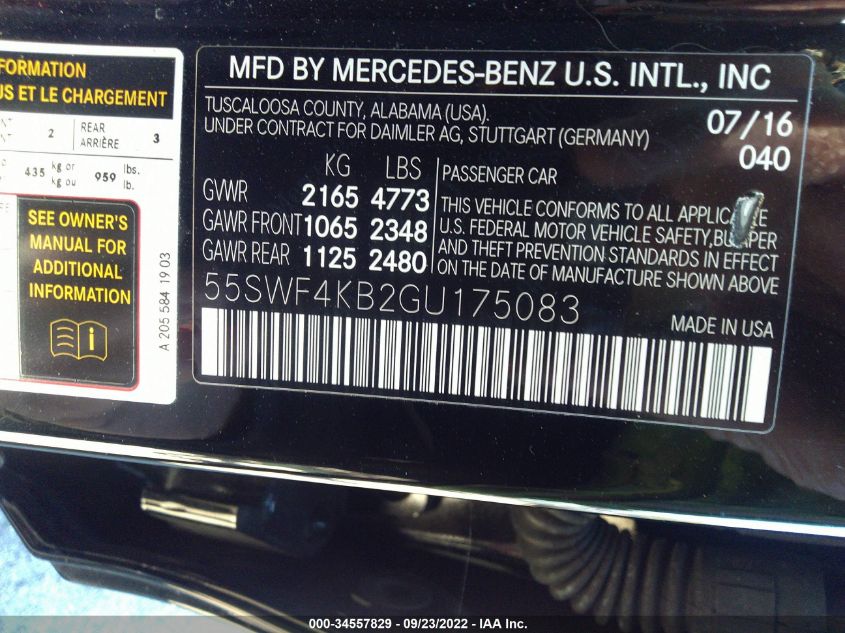 FORMATION
US ET LE CHARGEMENT
2 REAR 3
ARRIÈRE
435 kg or 959 lbs.
kg ou lb.
SEE OWNER'S
MANUAL FOR
ADDITIONAL
INFORMATION
i
A 205 584 19 03
MFD BY MERCEDES-BENZ U.S. INTL., INC
TUSCALOOSA COUNTY, ALABAMA (USA).
UNDER CONTRACT FOR DAIMLER AG, STUTTGART (GERMANY)
07/16
040
KG LBS
GVWR 2165 4773
GAWR FRONT 1065 2348
GAWR REAR 1125 2480
PASSENGER CAR
THIS VEHICLE CONFORMS TO ALL
U.S. FEDERAL MOTOR VEHICLE SAFETY,
AND THEFT PREVENTION STANDARDS IN EFFECT
ON THE DATE OF MANUFACTURE SHOWN ABOVE
55SWF4KB2GU175083
MADE IN USA
000-34557829 - 09/23/2022 - IAA Inc.